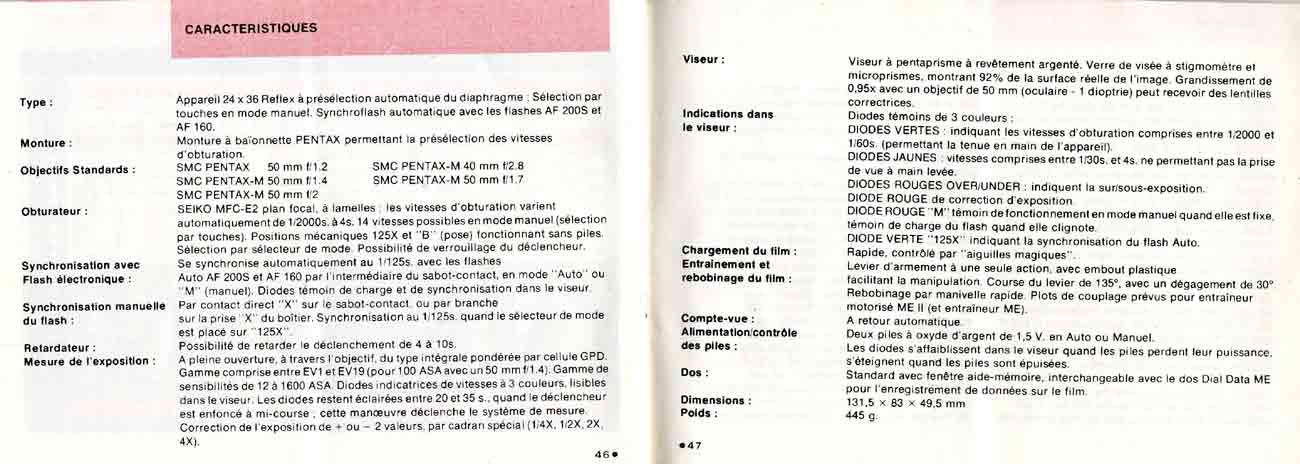 CARACTERISTIQUES
Type : Appareil 24 x 36 Reflex à présélection automatique du diaphragme ; Sélection par
touches en mode manuel. Synchroflash automatique avec les flashes AF 200S et
AF 160.
Monture : Monture à baïonnette PENTAX permettant la présélection des vitesses
d'obturation.
Objectifs Standards : SMC PENTAX 50 mm f/1.2 SMC PENTAX-M 40 mm f/2.8
SMC PENTAX-M 50 mm f/1.4 SMC PENTAX-M 50 mm f/1.7
SMC PENTAX-M 50 mm f/2
Obturateur : SEIKO MFC-E2 plan focal, à lamelles ; les vitesses d'obturation varient
automatiquement de 1/2000s. à 4s. 14 vitesses possibles en mode manuel (sélection
par touches). Positions mécaniques 125X et "B" (pose) fonctionnant sans piles.
Sélection par sélecteur de mode. Possibilité de verrouillage du déclencheur.
Synchronisation avec Se synchronise automatiquement au 1/125s. avec les flashes
Flash électronique : Auto AF 200S et AF 160 par l'intermédiaire du sabot-contact, en mode "Auto" ou
"M" (manuel). Diodes témoin de charge et de synchronisation dans le viseur.
Synchronisation manuelle Par contact direct "X" sur le sabot-contact, ou par branche
du flash : sur la prise "X" du boîtier. Synchronisation au 1/125s. quand le sélecteur de mode
est placé sur "125X".
Retardateur : Possibilité de retarder le déclenchement de 4 à 10s.
Mesure de l'exposition : A pleine ouverture, à travers l'objectif, du type intégrale pondérée par cellule GPD.
Gamme comprise entre EV1 et EV19 (pour 100 ASA avec un 50 mm f/1.4). Gamme de
sensibilités de 12 à 1600 ASA. Diodes indicatrices de vitesses à 3 couleurs, lisibles
dans le viseur. Les diodes restent éclairées entre 20 et 35 s., quand le déclencheur
est enfoncé à mi-course ; cette manœuvre déclenche le système de mesure.
Correction de l'exposition de + ou − 2 valeurs, par cadran spécial (1/4X, 1/2X, 2X,
4X).
46●
Viseur : Viseur à pentaprisme à revêtement argenté. Verre de visée à stigmomètre et
microprismes, montrant 92% de la surface réelle de l'image. Grandissement de
0,95x avec un objectif de 50 mm (oculaire - 1 dioptrie) peut recevoir des lentilles
correctrices.
Indications dans Diodes témoins de 3 couleurs :
le viseur : DIODES VERTES : indiquant les vitesses d'obturation comprises entre 1/2000 et
1/60s. (permettant la tenue en main de l'appareil).
DIODES JAUNES : vitesses comprises entre 1/30s. et 4s. ne permettant pas la prise
de vue à main levée.
DIODES ROUGES OVER/UNDER : indiquent la sur/sous-exposition.
DIODE ROUGE de correction d'exposition.
DIODE ROUGE "M" témoin de fonctionnement en mode manuel quand elle est fixe,
témoin de charge du flash quand elle clignote.
DIODE VERTE "125X" indiquant la synchronisation du flash Auto.
Chargement du film : Rapide, contrôlé par "aiguilles magiques".
Entraînement et Levier d'armement à une seule action, avec embout plastique
rebobinage du film : facilitant la manipulation. Course du levier de 135°, avec un dégagement de 30°.
Rebobinage par manivelle rapide. Plots de couplage prévus pour entraîneur
motorisé ME II (et entraîneur ME).
Compte-vue : A retour automatique.
Alimentation/contrôle Deux piles à oxyde d'argent de 1,5 V. en Auto ou Manuel.
des piles : Les diodes s'affaiblissent dans le viseur quand les piles perdent leur puissance,
s'éteignent quand les piles sont épuisées.
Dos : Standard avec fenêtre aide-mémoire, interchangeable avec le dos Dial Data ME
pour l'enregistrement de données sur le film.
Dimensions : 131,5 × 83 × 49,5 mm
Poids : 445 g.
●47